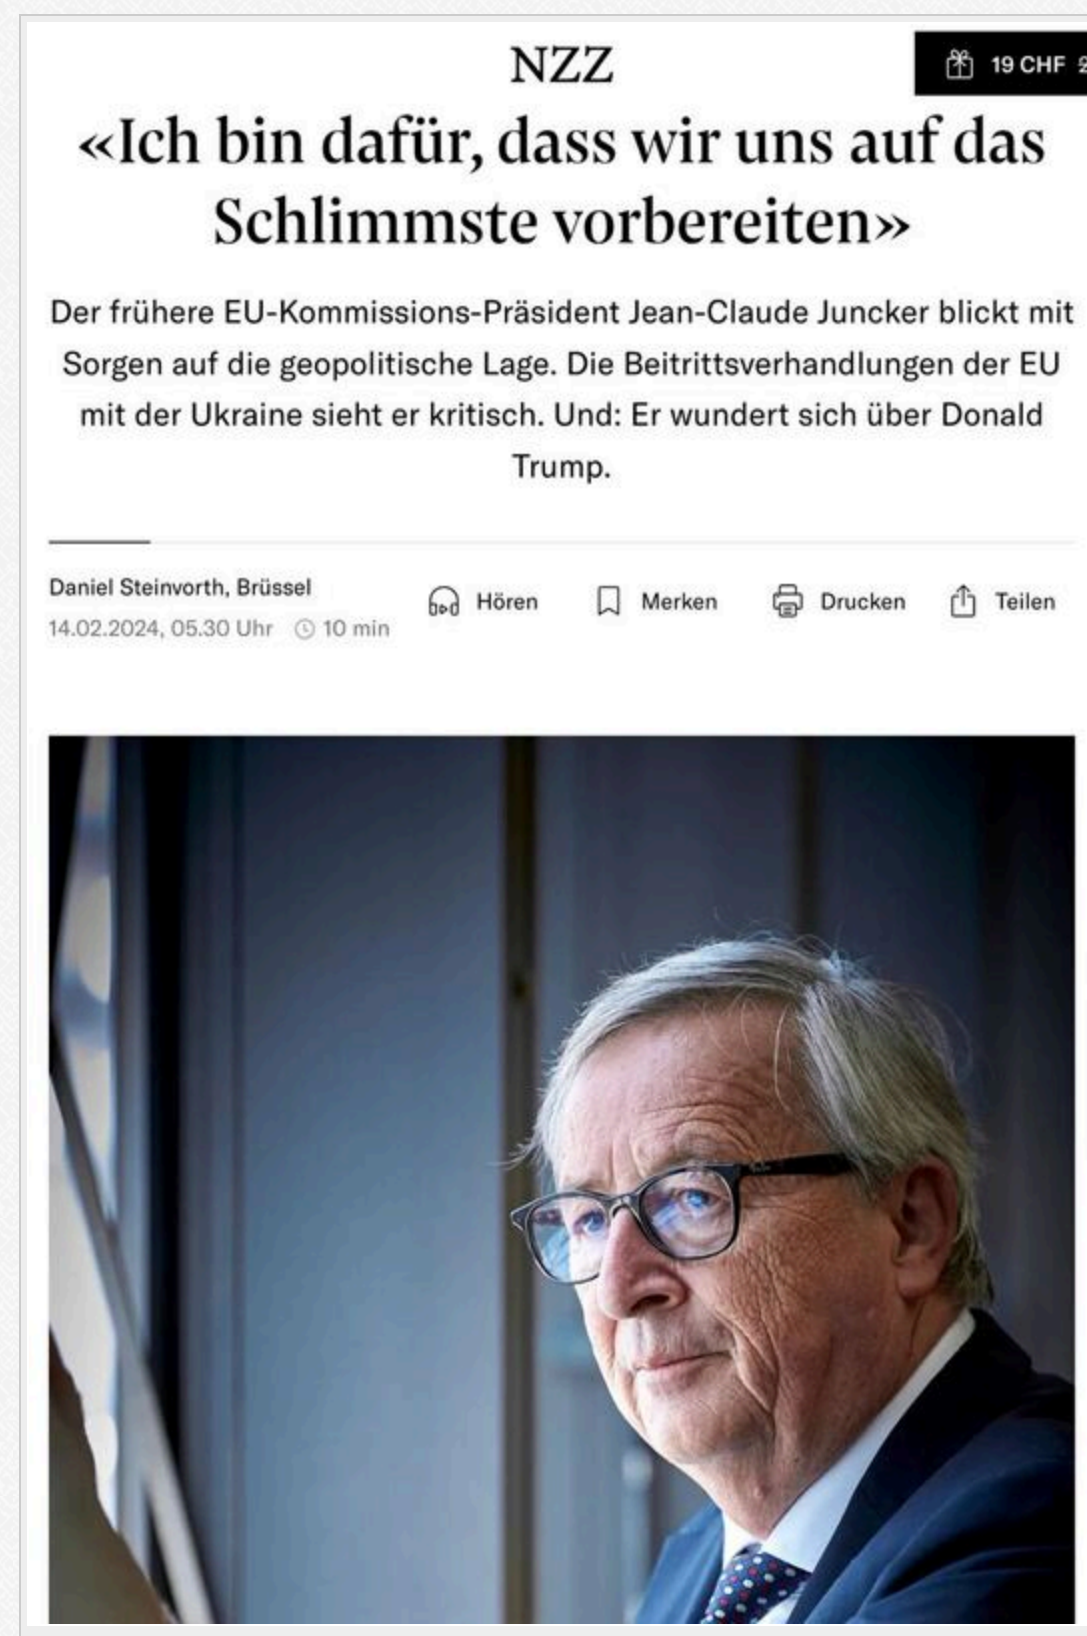 NZZ
19 CHF
«Ich bin dafür, dass wir uns auf das
Schlimmste vorbereiten»
Der frühere EU-Kommissions-Präsident Jean-Claude Juncker blickt mit
Sorgen auf die geopolitische Lage. Die Beitrittsverhandlungen der EU
mit der Ukraine sieht er kritisch. Und: Er wundert sich über Donald
Trump.
Daniel Steinvorth, Brüssel
14.02.2024, 05.30 Uhr 10 min
Hören Merken Drucken Teilen